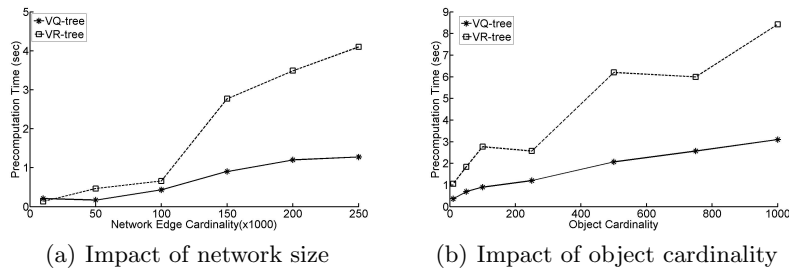 5
4
3
2
1
0
0
50
100
150
200
250
VQ-tree
VR-tree
Precomputation Time (sec)
Network Edge Cardinality(x1000)
(a) Impact of network size
9
8
7
6
5
4
3
2
1
0
0
200
400
600
800
1000
VQ-tree
VR-tree
Precomputation Time (sec)
Object Cardinality
(b) Impact of object cardinality